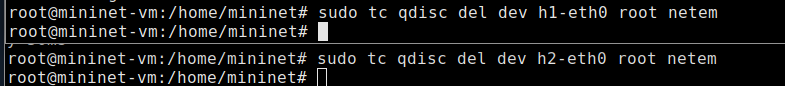 root@mininet-vm:/home/mininet# sudo tc qdisc del dev h1-eth0 root netem
root@mininet-vm:/home/mininet#
root@mininet-vm:/home/mininet# sudo tc qdisc del dev h2-eth0 root netem
root@mininet-vm:/home/mininet#